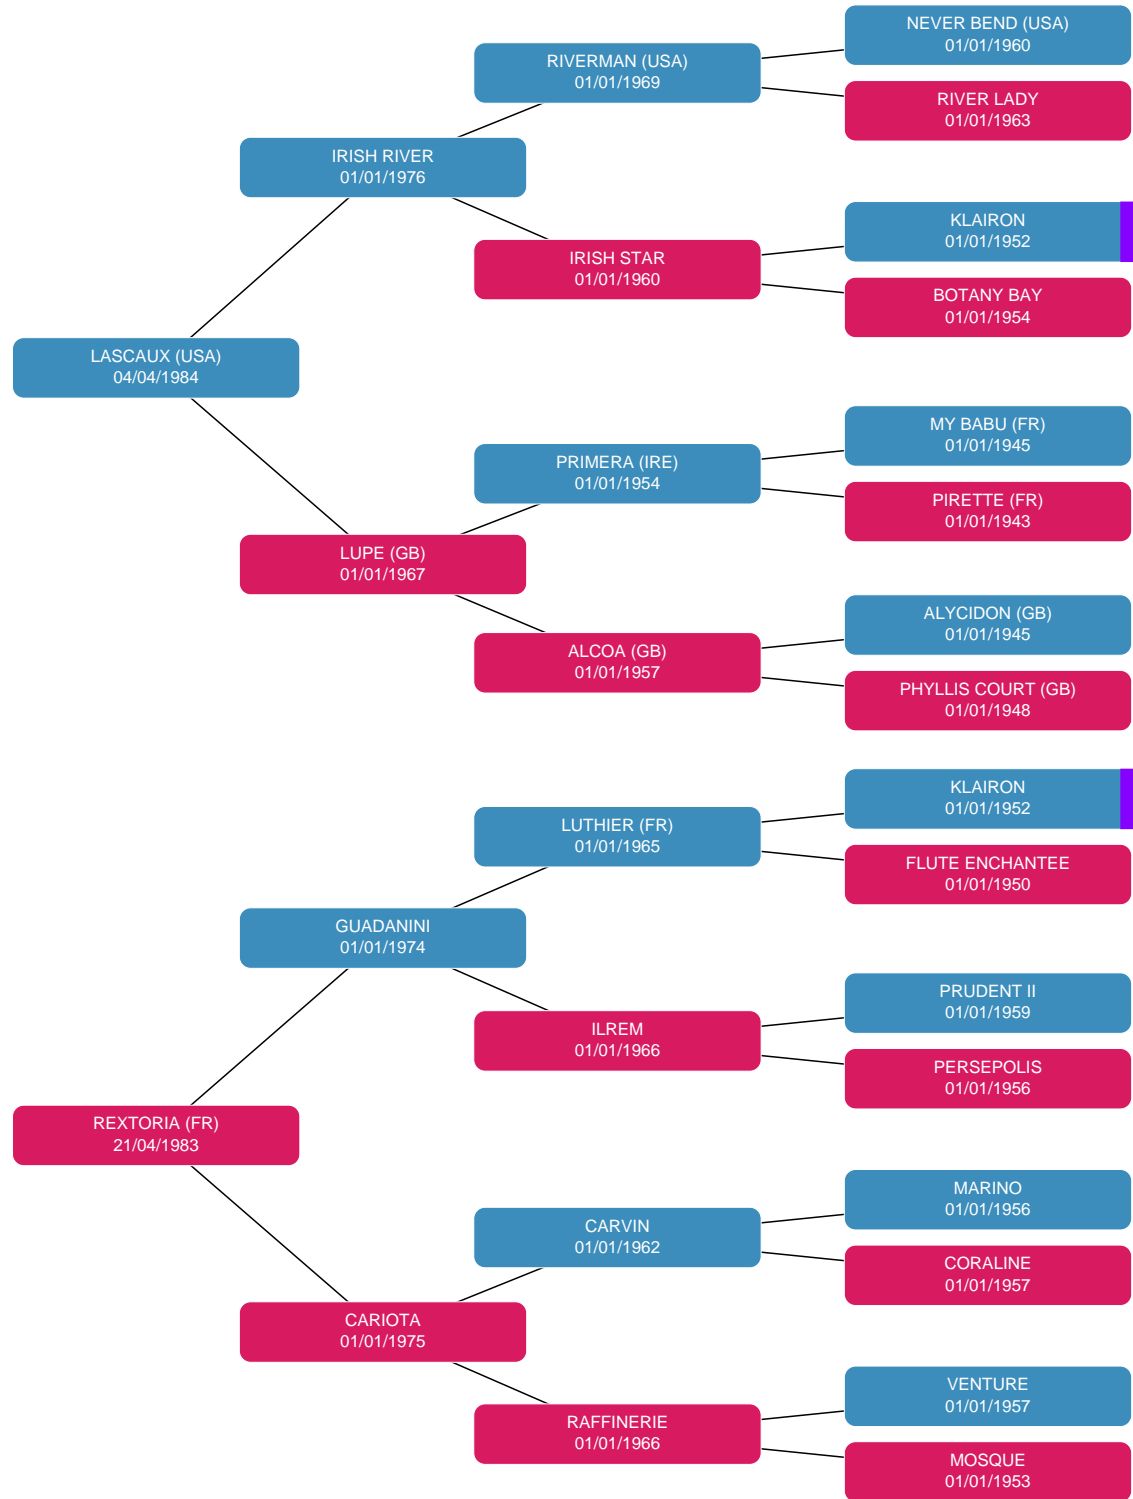 NEVER BEND (USA)
01/01/1960
RIVERMAN (USA)
01/01/1969
RIVER LADY
01/01/1963
IRISH RIVER
01/01/1976
KLAIRON
01/01/1952
IRISH STAR
01/01/1960
BOTANY BAY
01/01/1954
LASCAUX (USA)
04/04/1984
MY BABU (FR)
01/01/1945
PRIMERA (IRE)
01/01/1954
PIRETTE (FR)
01/01/1943
LUPE (GB)
01/01/1967
ALYCIDON (GB)
01/01/1945
ALCOA (GB)
01/01/1957
PHYLLIS COURT (GB)
01/01/1948
KLAIRON
01/01/1952
LUTHIER (FR)
01/01/1965
FLUTE ENCHANTEE
01/01/1950
GUADANINI
01/01/1974
PRUDENT II
01/01/1959
ILREM
01/01/1966
PERSEPOLIS
01/01/1956
REXTORIA (FR)
21/04/1983
MARINO
01/01/1956
CARVIN
01/01/1962
CORALINE
01/01/1957
CARIOTA
01/01/1975
VENTURE
01/01/1957
RAFFINERIE
01/01/1966
MOSQUE
01/01/1953